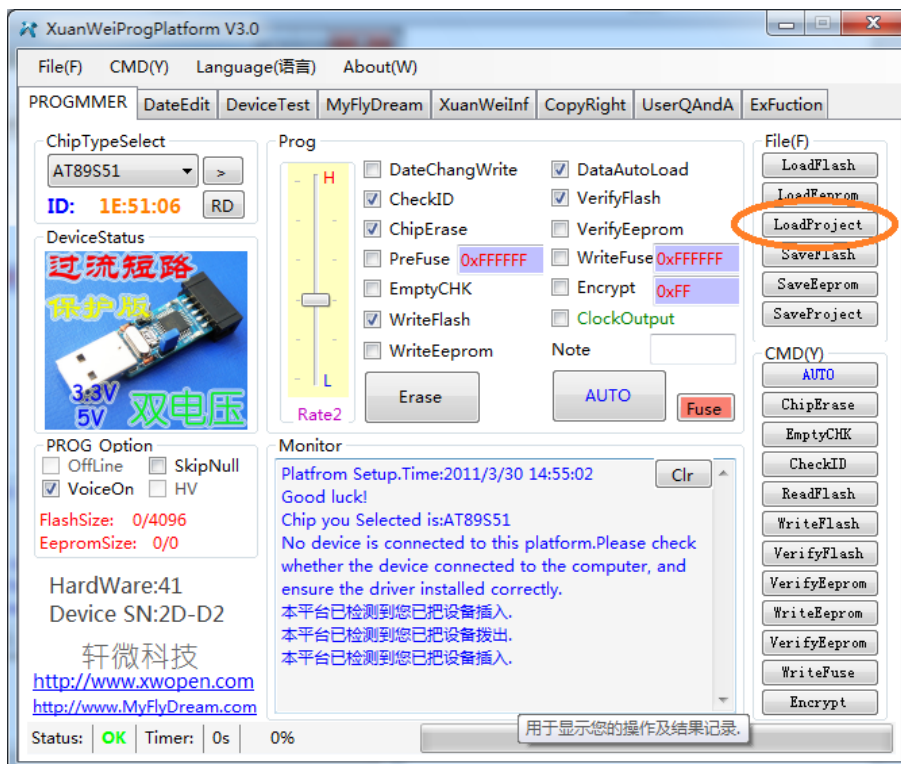 XuanWeiProgPlatform V3.0
File(F) CMD(Y) Language(语言) About(W)
PROGMMER DateEdit DeviceTest MyFlyDream XuanWeiInf CopyRight UserQAndA ExFuction
ChipTypeSelect
AT89S51 >
ID: 1E:51:06 RD
DeviceStatus
过流短路
保护版
3.3V
5V
双电压
PROG Option
OffLine SkipNull
VoiceOn HV
FlashSize: 0/4096
EepromSize: 0/0
HardWare:41
Device SN:2D-D2
轩微科技
http://www.xwopen.com
http://www.MyFlyDream.com
Prog
H
L
Rate2
DateChangWrite DataAutoLoad
CheckID VerifyFlash
ChipErase VerifyEeprom
PreFuse 0xFFFFFF WriteFuse 0xFFFFFF
EmptyCHK Encrypt 0xFF
WriteFlash ClockOutput
WriteEeprom Note
Erase AUTO Fuse
Monitor
Clr
Platfrom Setup.Time:2011/3/30 14:55:02
Good luck!
Chip you Selected is:AT89S51
No device is connected to this platform.Please check
whether the device connected to the computer, and
ensure the driver installed correctly.
本平台已检测到您已把设备插入.
本平台已检测到您已把设备拨出.
本平台已检测到您已把设备插入.
用于显示您的操作及结果记录.
File(F)
LoadFlash
LoadEeprom
LoadProject
SaveFlash
SaveEeprom
SaveProject
CMD(Y)
AUTO
ChipErase
EmptyCHK
CheckID
ReadFlash
WriteFlash
VerifyFlash
VerifyEeprom
WriteEeprom
VerifyEeprom
WriteFuse
Encrypt
Status: OK Timer: 0s 0%